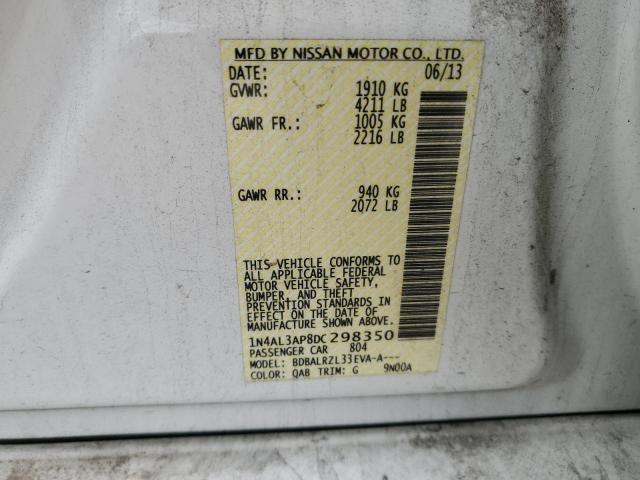 MFD BY NISSAN MOTOR CO., LTD.
DATE: 06/13
GVWR: 1910 KG
4211 LB
GAWR FR.: 1005 KG
2216 LB
GAWR RR.: 940 KG
2072 LB
THIS VEHICLE CONFORMS TO
ALL APPLICABLE FEDERAL
MOTOR VEHICLE SAFETY,
BUMPER, AND THEFT
PREVENTION STANDARDS IN
EFFECT ON THE DATE OF
MANUFACTURE SHOWN ABOVE.
1N4AL3AP8DC298350
PASSENGER CAR 804
MODEL: BDBALRZL33EVA-A---
COLOR: QAB TRIM: G 9N00A